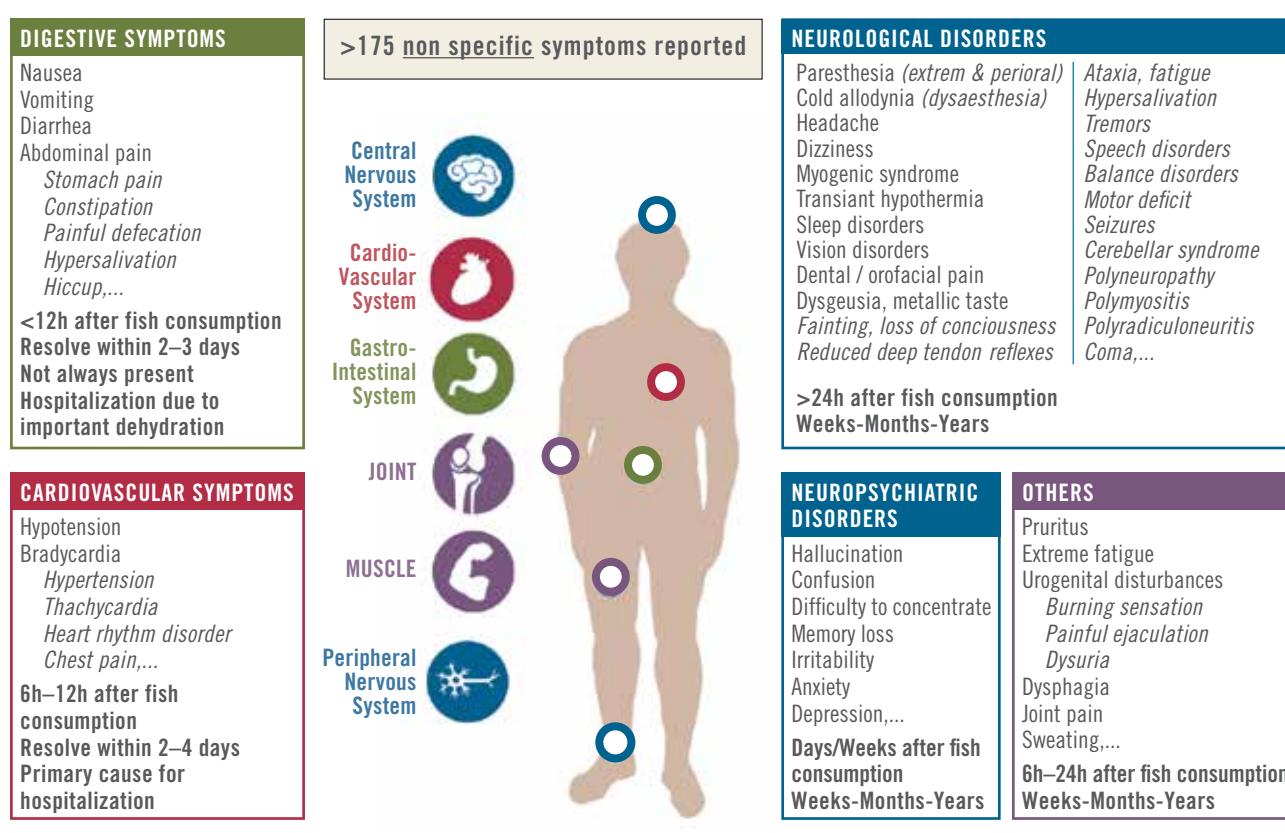 DIGESTIVE SYMPTOMS
Nausea
Vomiting
Diarrhea
Abdominal pain
Stomach pain
Constipation
Painful defecation
Hypersalivation
Hiccup,...
<12h after fish consumption
Resolve within 2–3 days
Not always present
Hospitalization due to
important dehydration
CARDIOVASCULAR SYMPTOMS
Hypotension
Bradycardia
Hypertension
Thachycardia
Heart rhythm disorder
Chest pain,...
6h–12h after fish
consumption
Resolve within 2–4 days
Primary cause for
hospitalization
>175 non specific symptoms reported
Central
Nervous
System
Cardio-
Vascular
System
Gastro-
Intestinal
System
JOINT
MUSCLE
Peripheral
Nervous
System
NEUROLOGICAL DISORDERS
Paresthesia (extrem & perioral)
Cold allodynia (dysaesthesia)
Headache
Dizziness
Myogenic syndrome
Transiant hypothermia
Sleep disorders
Vision disorders
Dental / orofacial pain
Dysgeusia, metallic taste
Fainting, loss of conciousness
Reduced deep tendon reflexes
Ataxia, fatigue
Hypersalivation
Tremors
Speech disorders
Balance disorders
Motor deficit
Seizures
Cerebellar syndrome
Polyneuropathy
Polymyositis
Polyradiculoneuritis
Coma,...
>24h after fish consumption
Weeks-Months-Years
NEUROPSYCHIATRIC
DISORDERS
Hallucination
Confusion
Difficulty to concentrate
Memory loss
Irritability
Anxiety
Depression,...
Days/Weeks after fish
consumption
Weeks-Months-Years
OTHERS
Pruritus
Extreme fatigue
Urogenital disturbances
Burning sensation
Painful ejaculation
Dysuria
Dysphagia
Joint pain
Sweating,...
6h–24h after fish consumption
Weeks-Months-Years